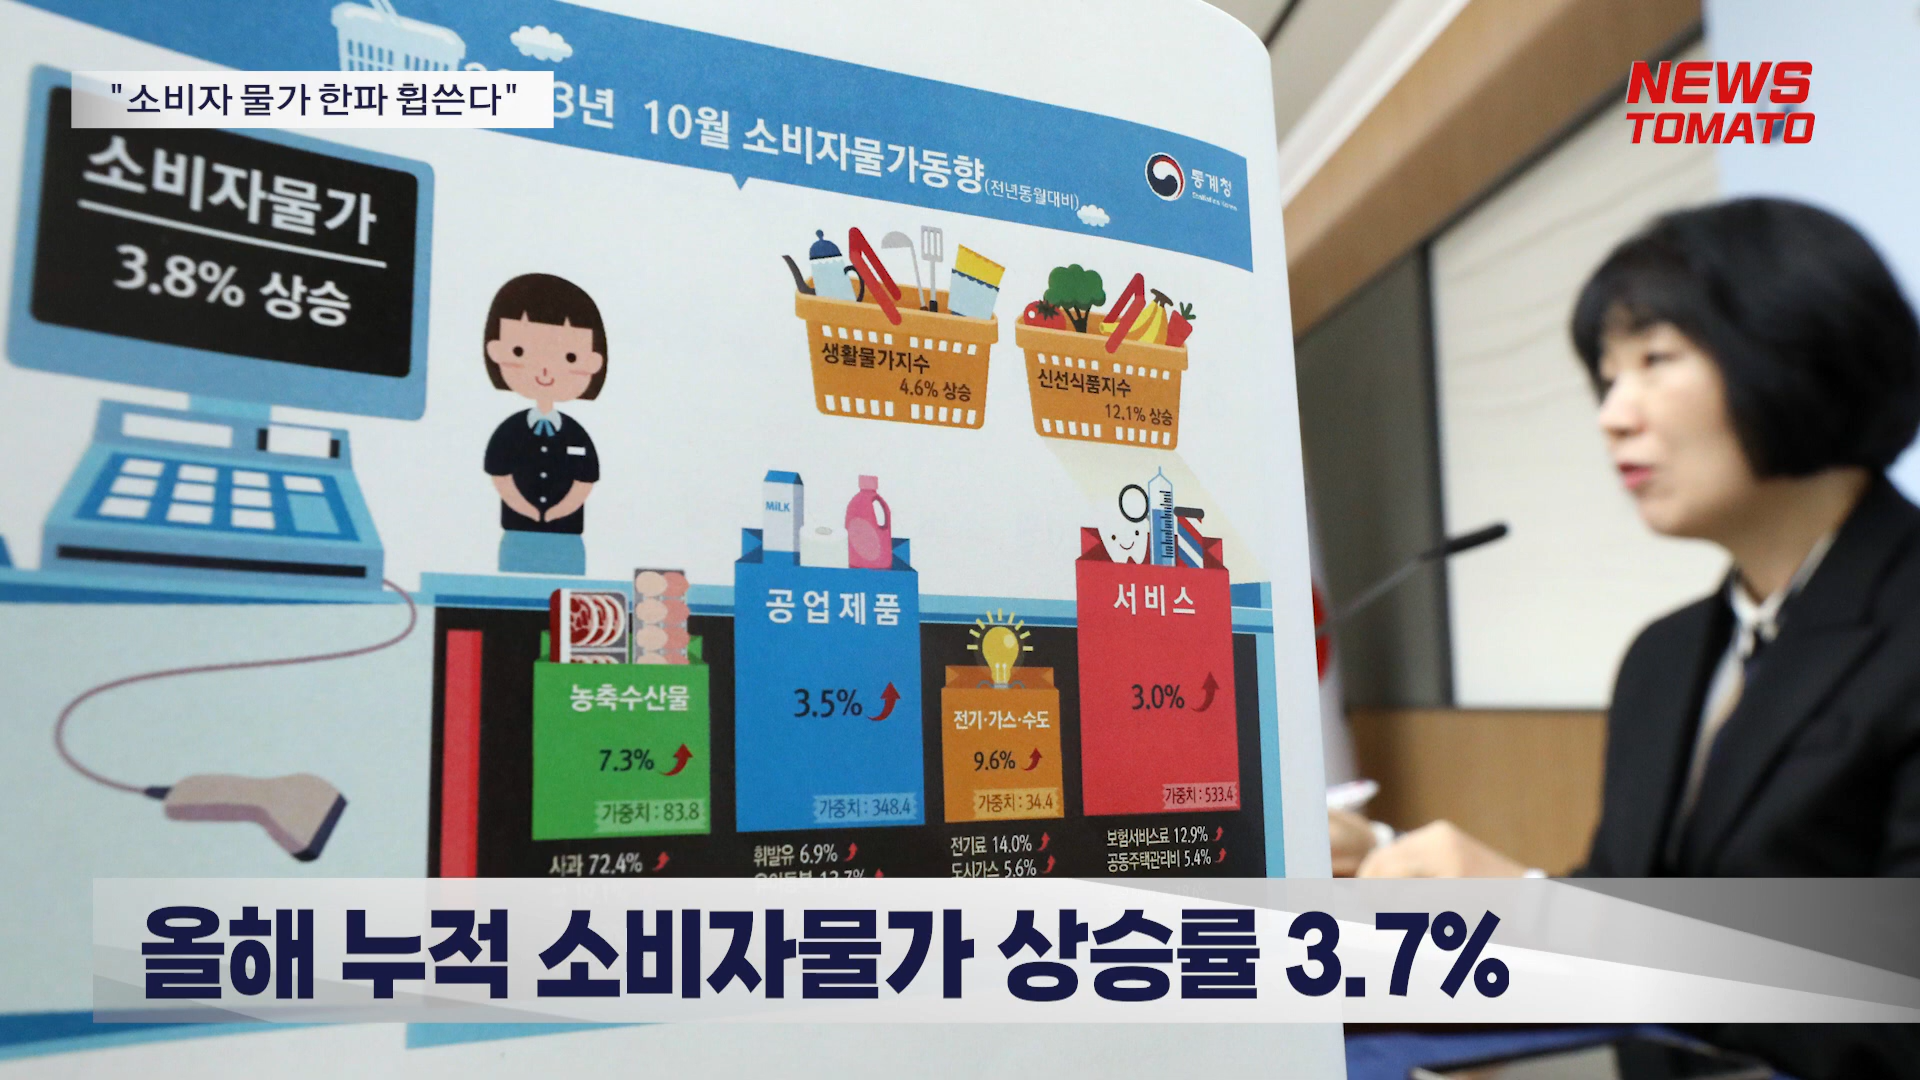 "소비자 물가 한파 휩쓴다"
NEWS
TOMATO
3년 10월 소비자물가동향(전년동월대비)
통계청
소비자물가
3.8% 상승
생활물가지수
4.6% 상승
신선식품지수
12.1% 상승
MILK
농축수산물
7.3%
가중치 : 83.8
사과 72.4%
공업제품
3.5%
가중치 : 348.4
휘발유 6.9%
전기·가스·수도
9.6%
가중치 : 34.4
전기료 14.0%
도시가스 5.6%
서비스
3.0%
가중치 : 533.4
보험서비스료 12.9%
공동주택관리비 5.4%
올해 누적 소비자물가 상승률 3.7%